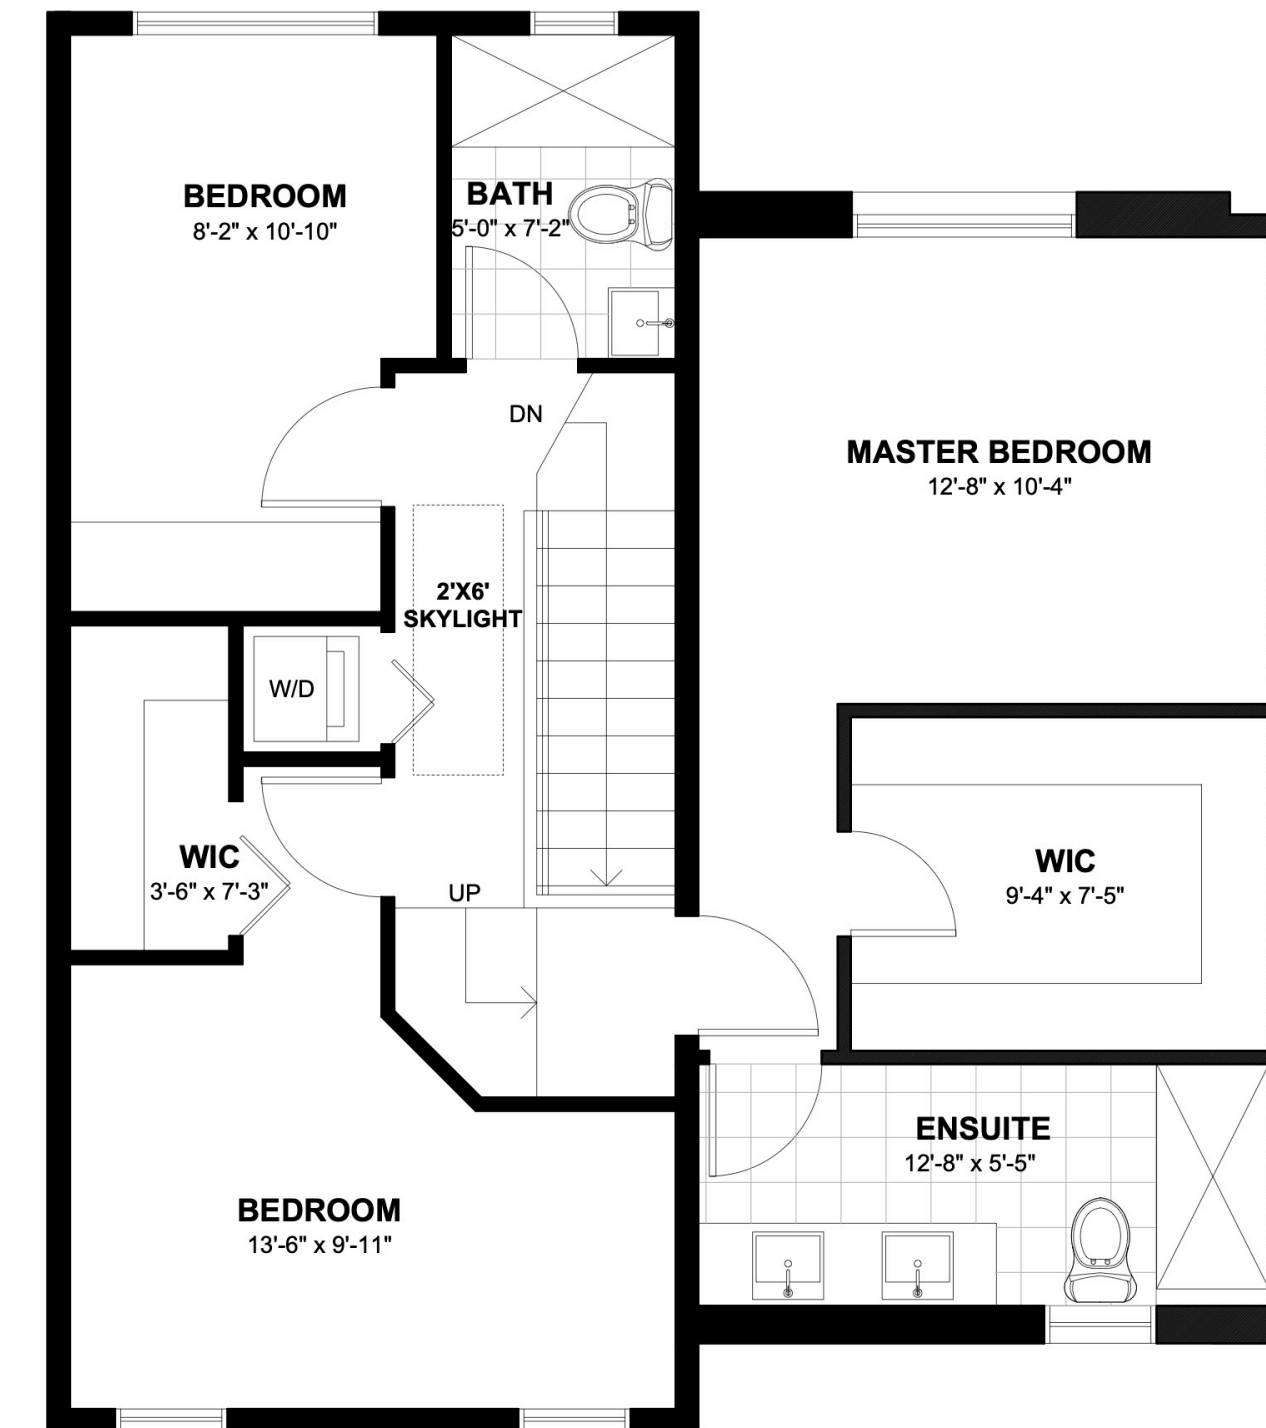 BEDROOM
8'-2" x 10'-10"
BATH
5'-0" x 7'-2"
DN
MASTER BEDROOM
12'-8" x 10'-4"
2'X6'
SKYLIGHT
W/D
WIC
3'-6" x 7'-3"
UP
WIC
9'-4" x 7'-5"
ENSUITE
12'-8" x 5'-5"
BEDROOM
13'-6" x 9'-11"